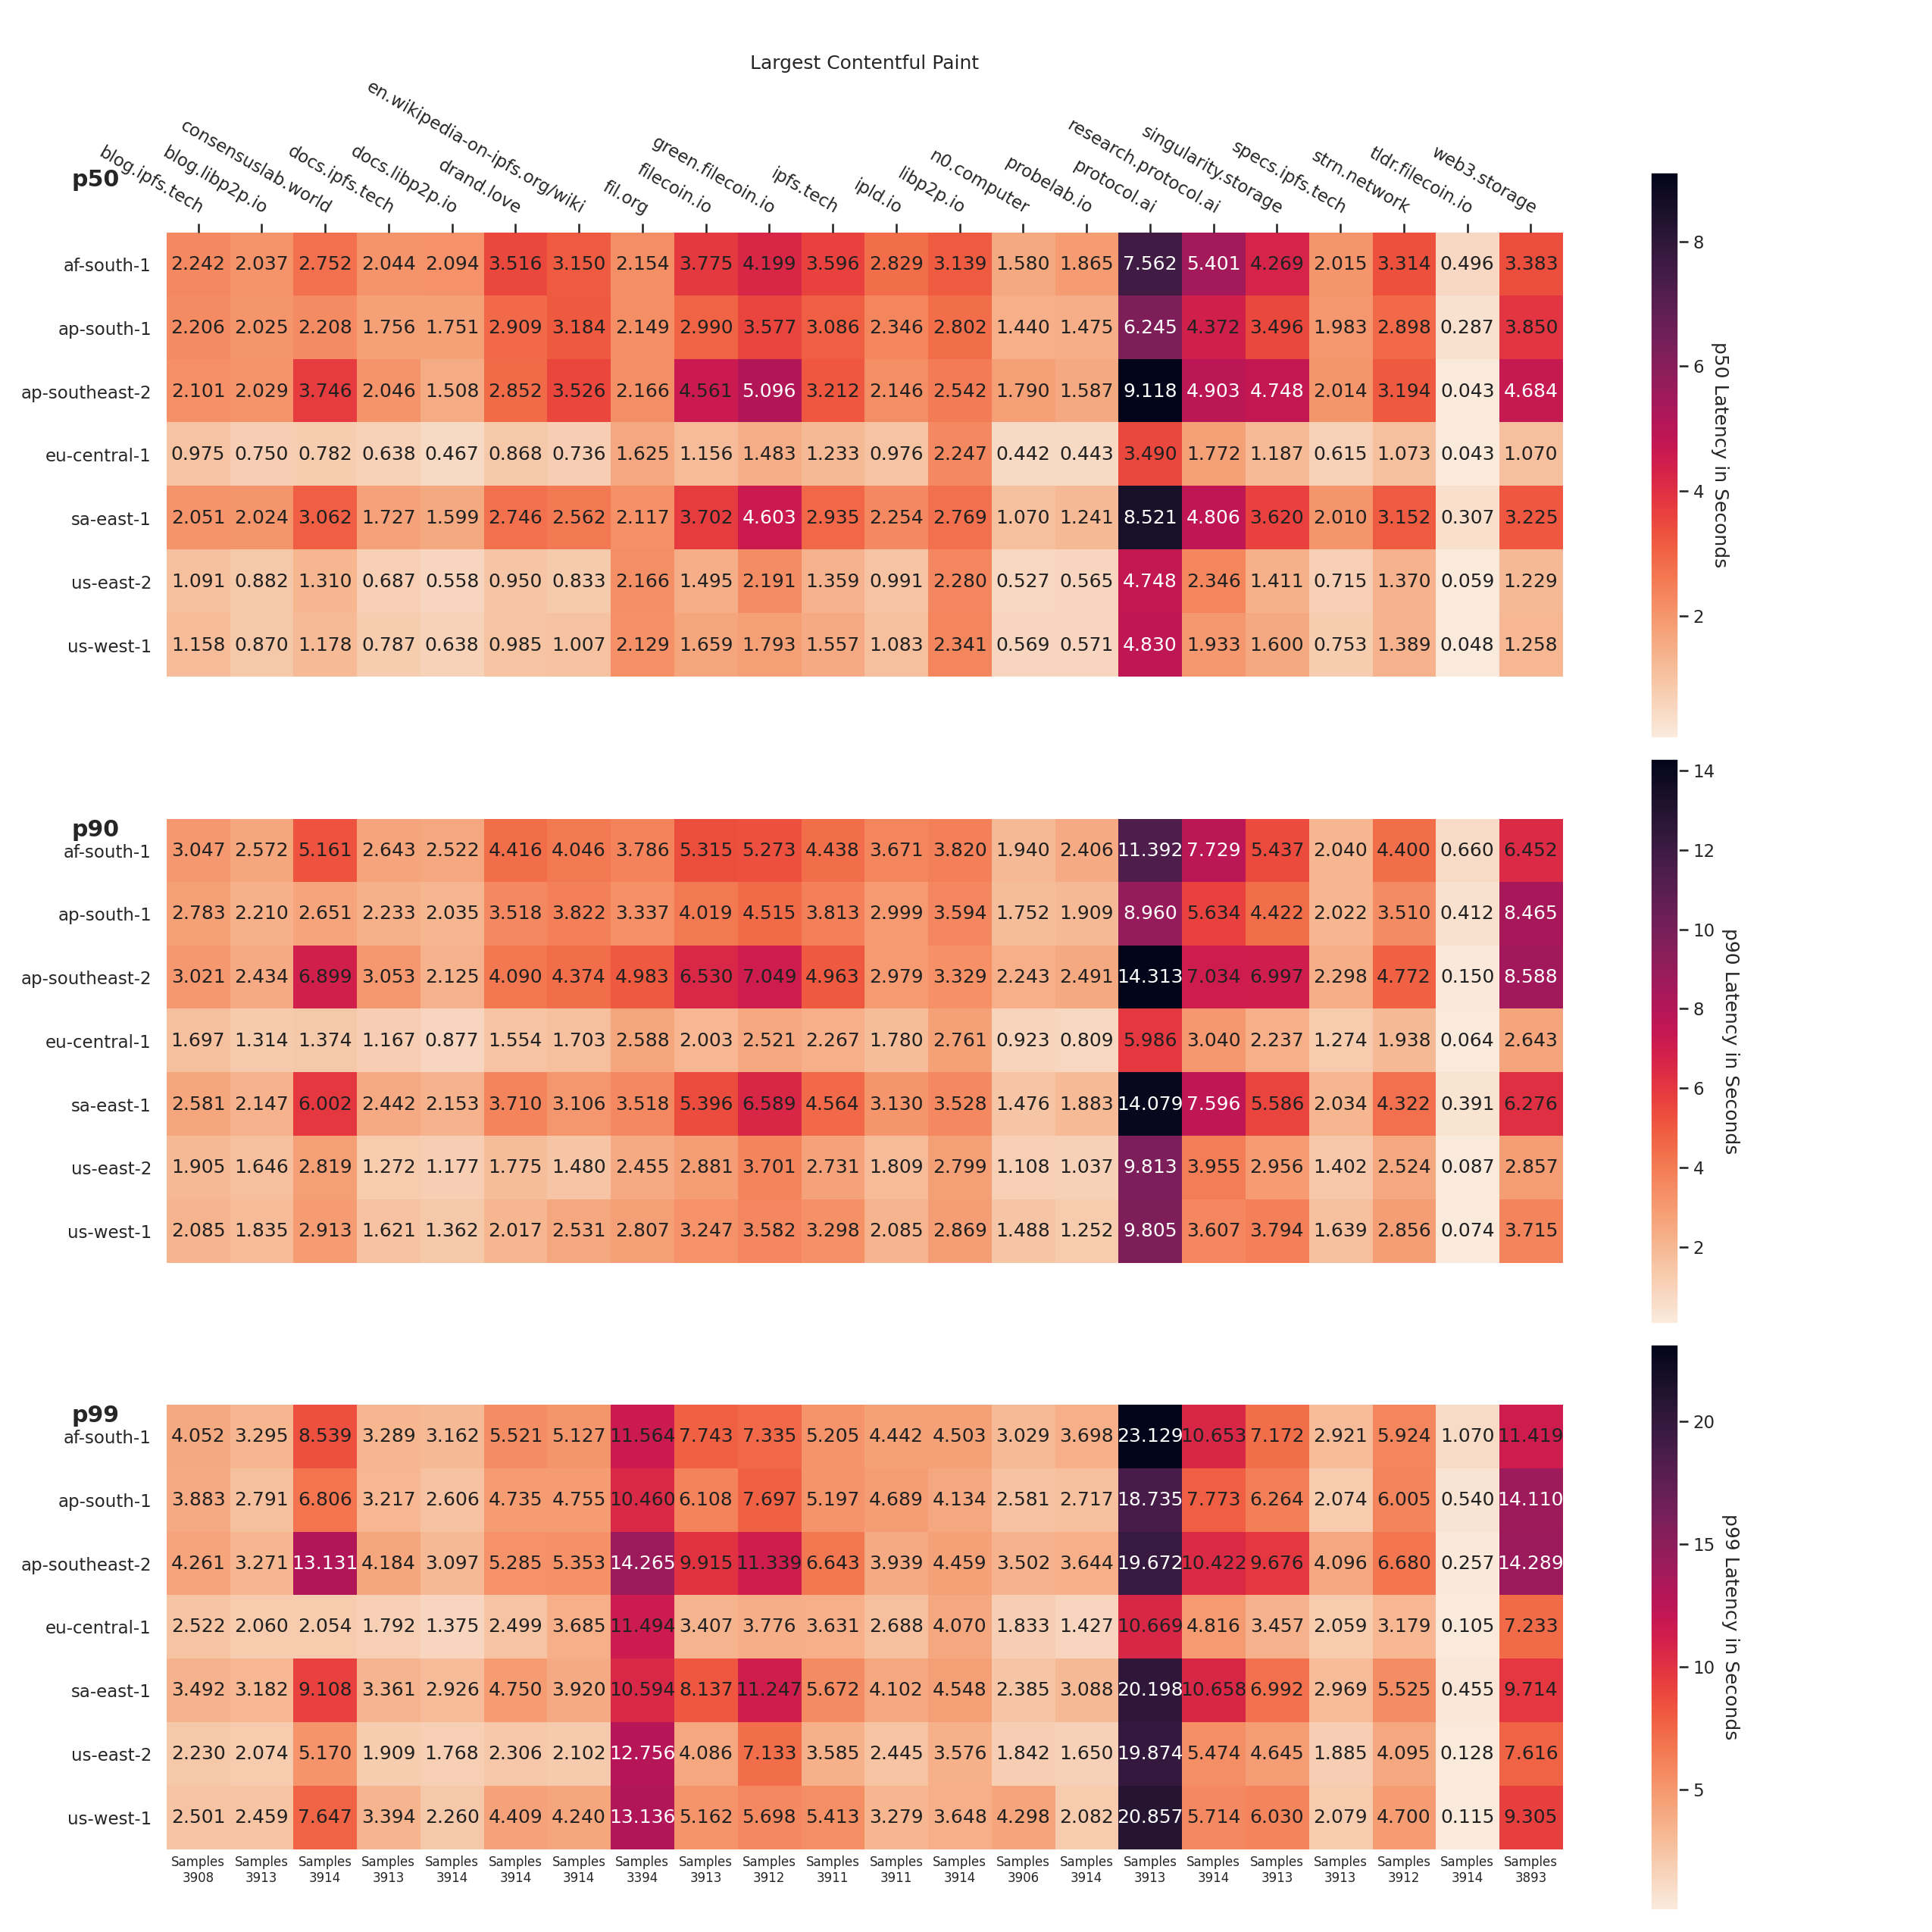 Largest Contentful Paint
p50
blog.ipfs.tech
blog.libp2p.io
consensuslab.world
docs.ipfs.tech
docs.libp2p.io
drand.love
en.wikipedia-on-ipfs.org/wiki
fil.org
filecoin.io
green.filecoin.io
ipfs.tech
ipld.io
libp2p.io
n0.computer
probelab.io
protocol.ai
research.protocol.ai
singularity.storage
specs.ipfs.tech
strn.network
tldr.filecoin.io
web3.storage
af-south-1 2.242 2.037 2.752 2.044 2.094 3.516 3.150 2.154 3.775 4.199 3.596 2.829 3.139 1.580 1.865 7.562 5.401 4.269 2.015 3.314 0.496 3.383
ap-south-1 2.206 2.025 2.208 1.756 1.751 2.909 3.184 2.149 2.990 3.577 3.086 2.346 2.802 1.440 1.475 6.245 4.372 3.496 1.983 2.898 0.287 3.850
ap-southeast-2 2.101 2.029 3.746 2.046 1.508 2.852 3.526 2.166 4.561 5.096 3.212 2.146 2.542 1.790 1.587 9.118 4.903 4.748 2.014 3.194 0.043 4.684
eu-central-1 0.975 0.750 0.782 0.638 0.467 0.868 0.736 1.625 1.156 1.483 1.233 0.976 2.247 0.442 0.443 3.490 1.772 1.187 0.615 1.073 0.043 1.070
sa-east-1 2.051 2.024 3.062 1.727 1.599 2.746 2.562 2.117 3.702 4.603 2.935 2.254 2.769 1.070 1.241 8.521 4.806 3.620 2.010 3.152 0.307 3.225
us-east-2 1.091 0.882 1.310 0.687 0.558 0.950 0.833 2.166 1.495 2.191 1.359 0.991 2.280 0.527 0.565 4.748 2.346 1.411 0.715 1.370 0.059 1.229
us-west-1 1.158 0.870 1.178 0.787 0.638 0.985 1.007 2.129 1.659 1.793 1.557 1.083 2.341 0.569 0.571 4.830 1.933 1.600 0.753 1.389 0.048 1.258
8
6
4
2
p50 Latency in Seconds
p90
af-south-1 3.047 2.572 5.161 2.643 2.522 4.416 4.046 3.786 5.315 5.273 4.438 3.671 3.820 1.940 2.406 11.392 7.729 5.437 2.040 4.400 0.660 6.452
ap-south-1 2.783 2.210 2.651 2.233 2.035 3.518 3.822 3.337 4.019 4.515 3.813 2.999 3.594 1.752 1.909 8.960 5.634 4.422 2.022 3.510 0.412 8.465
ap-southeast-2 3.021 2.434 6.899 3.053 2.125 4.090 4.374 4.983 6.530 7.049 4.963 2.979 3.329 2.243 2.491 14.313 7.034 6.997 2.298 4.772 0.150 8.588
eu-central-1 1.697 1.314 1.374 1.167 0.877 1.554 1.703 2.588 2.003 2.521 2.267 1.780 2.761 0.923 0.809 5.986 3.040 2.237 1.274 1.938 0.064 2.643
sa-east-1 2.581 2.147 6.002 2.442 2.153 3.710 3.106 3.518 5.396 6.589 4.564 3.130 3.528 1.476 1.883 14.079 7.596 5.586 2.034 4.322 0.391 6.276
us-east-2 1.905 1.646 2.819 1.272 1.177 1.775 1.480 2.455 2.881 3.701 2.731 1.809 2.799 1.108 1.037 9.813 3.955 2.956 1.402 2.524 0.087 2.857
us-west-1 2.085 1.835 2.913 1.621 1.362 2.017 2.531 2.807 3.247 3.582 3.298 2.085 2.869 1.488 1.252 9.805 3.607 3.794 1.639 2.856 0.074 3.715
14
12
10
8
6
4
2
p90 Latency in Seconds
p99
af-south-1 4.052 3.295 8.539 3.289 3.162 5.521 5.127 11.564 7.743 7.335 5.205 4.442 4.503 3.029 3.698 23.129 10.653 7.172 2.921 5.924 1.070 11.419
ap-south-1 3.883 2.791 6.806 3.217 2.606 4.735 4.755 10.460 6.108 7.697 5.197 4.689 4.134 2.581 2.717 18.735 7.773 6.264 2.074 6.005 0.540 14.110
ap-southeast-2 4.261 3.271 13.131 4.184 3.097 5.285 5.353 14.265 9.915 11.339 6.643 3.939 4.459 3.502 3.644 19.672 10.422 9.676 4.096 6.680 0.257 14.289
eu-central-1 2.522 2.060 2.054 1.792 1.375 2.499 3.685 11.494 3.407 3.776 3.631 2.688 4.070 1.833 1.427 10.669 4.816 3.457 2.059 3.179 0.105 7.233
sa-east-1 3.492 3.182 9.108 3.361 2.926 4.750 3.920 10.594 8.137 11.247 5.672 4.102 4.548 2.385 3.088 20.198 10.658 6.992 2.969 5.525 0.455 9.714
us-east-2 2.230 2.074 5.170 1.909 1.768 2.306 2.102 12.756 4.086 7.133 3.585 2.445 3.576 1.842 1.650 19.874 5.474 4.645 1.885 4.095 0.128 7.616
us-west-1 2.501 2.459 7.647 3.394 2.260 4.409 4.240 13.136 5.162 5.698 5.413 3.279 3.648 4.298 2.082 20.857 5.714 6.030 2.079 4.700 0.115 9.305
Samples Samples Samples Samples Samples Samples Samples Samples Samples Samples Samples Samples Samples Samples Samples Samples Samples Samples Samples Samples Samples Samples
3908 3913 3914 3913 3914 3914 3914 3394 3913 3912 3911 3911 3914 3906 3914 3913 3914 3913 3913 3912 3914 3893
20
15
10
5
p99 Latency in Seconds